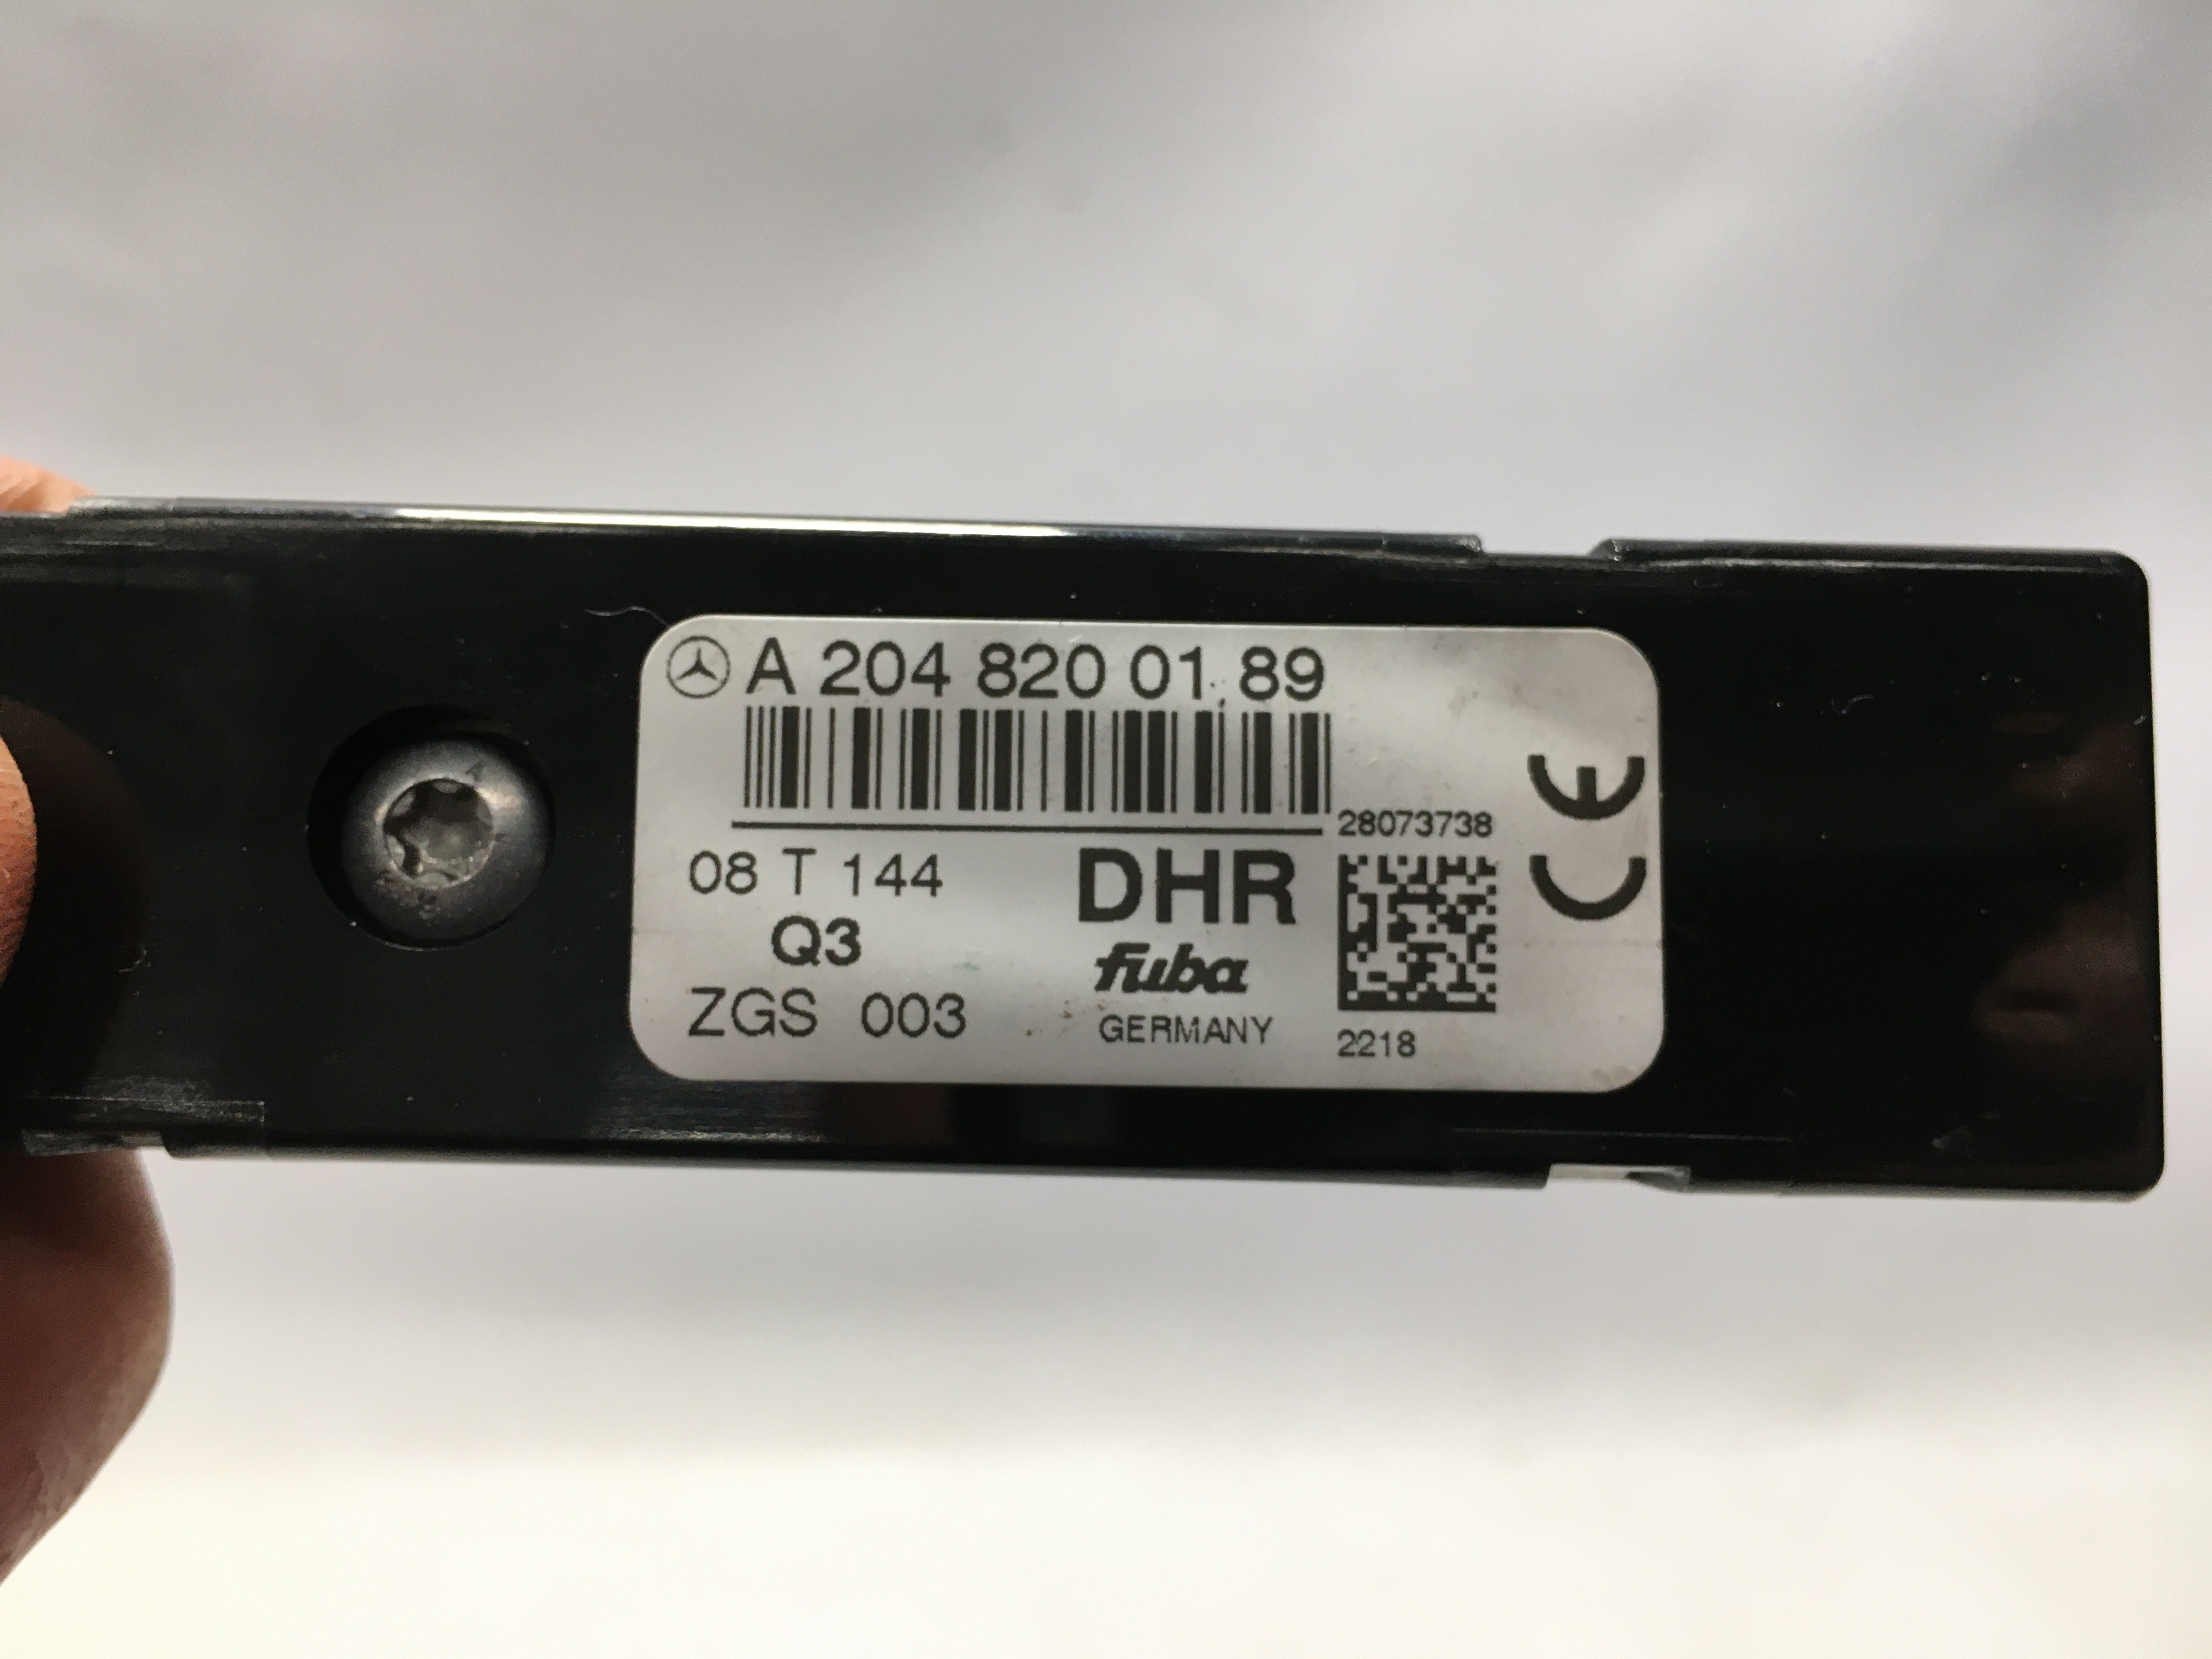 A 204 820 01 89
28073738
08 T 144
DHR
Q3
fuba
ZGS 003
GERMANY
2218
CE